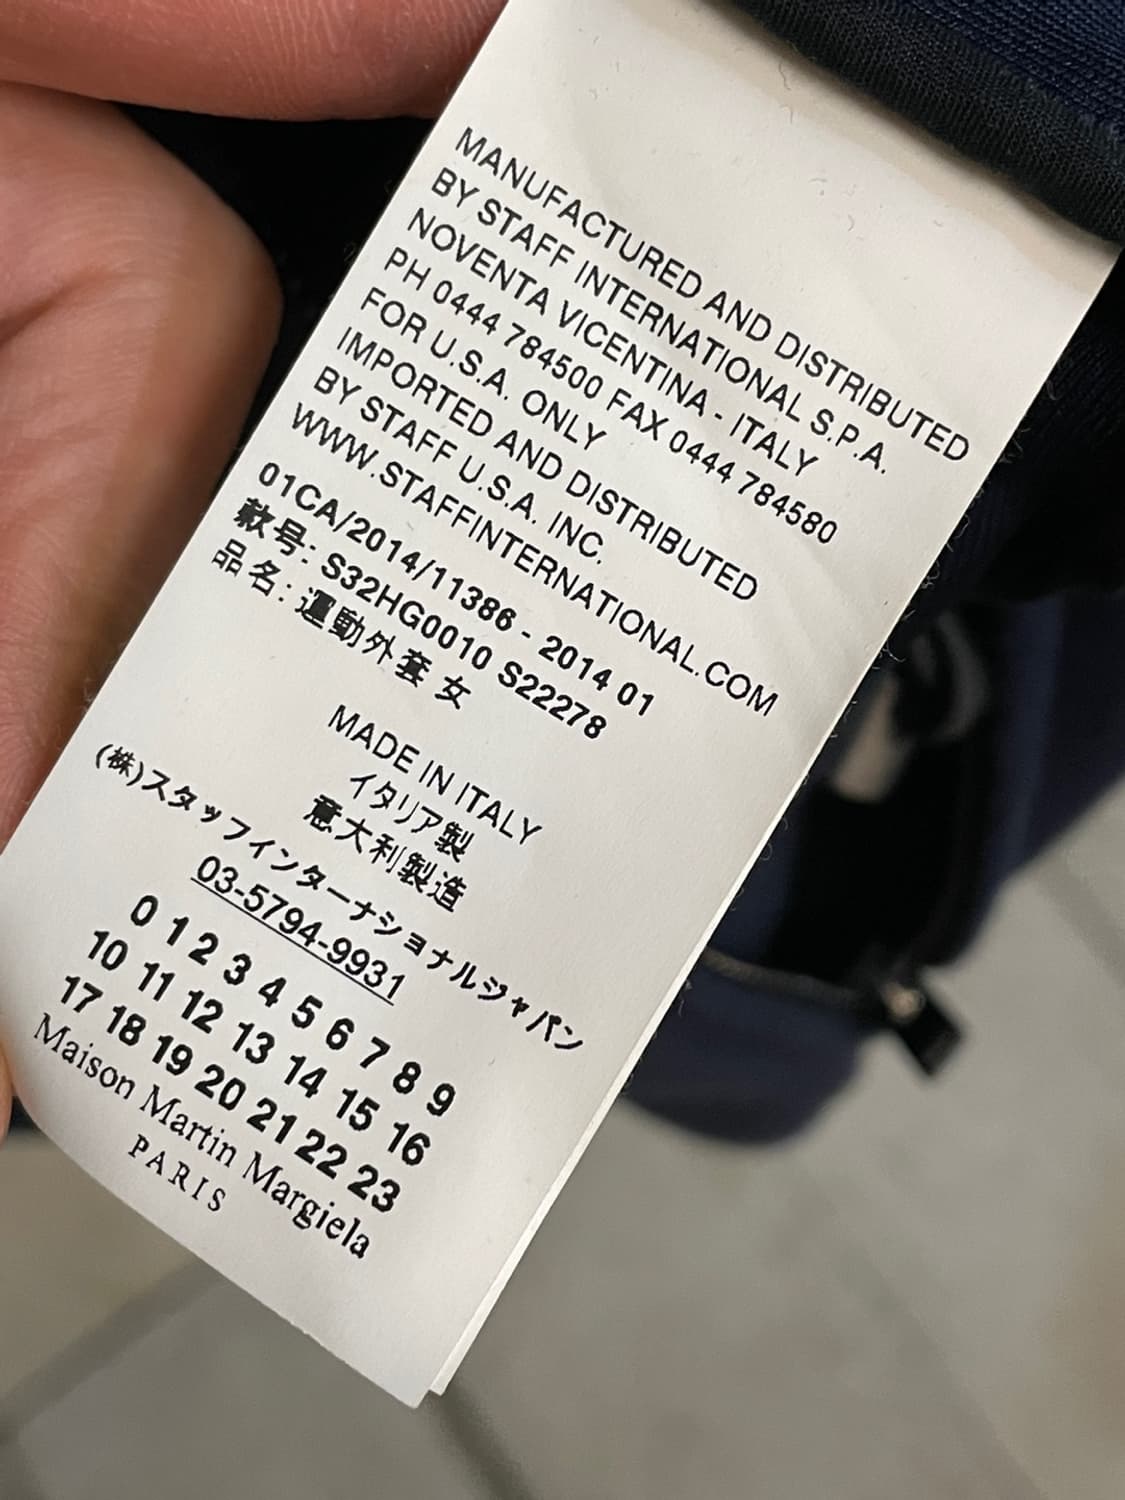 MANUFACTURED AND DISTRIBUTED
BY STAFF INTERNATIONAL S.P.A.
NOVENTA VICENTINA - ITALY
PH 0444 784500 FAX 0444 784580
FOR U.S.A. ONLY
IMPORTED AND DISTRIBUTED
BY STAFF U.S.A. INC.
WWW.STAFFINTERNATIONAL.COM
01CA/2014/11386 - 2014 01
款号: S32HG0010 S22278
品名: 運動外套 女
MADE IN ITALY
イタリア製
意大利製造
(株)スタッフインターナショナルジャパン
03-5794-9931
0 1 2 3 4 5 6 7 8 9
10 11 12 13 14 15 16
17 18 19 20 21 22 23
Maison Martin Margiela
PARIS